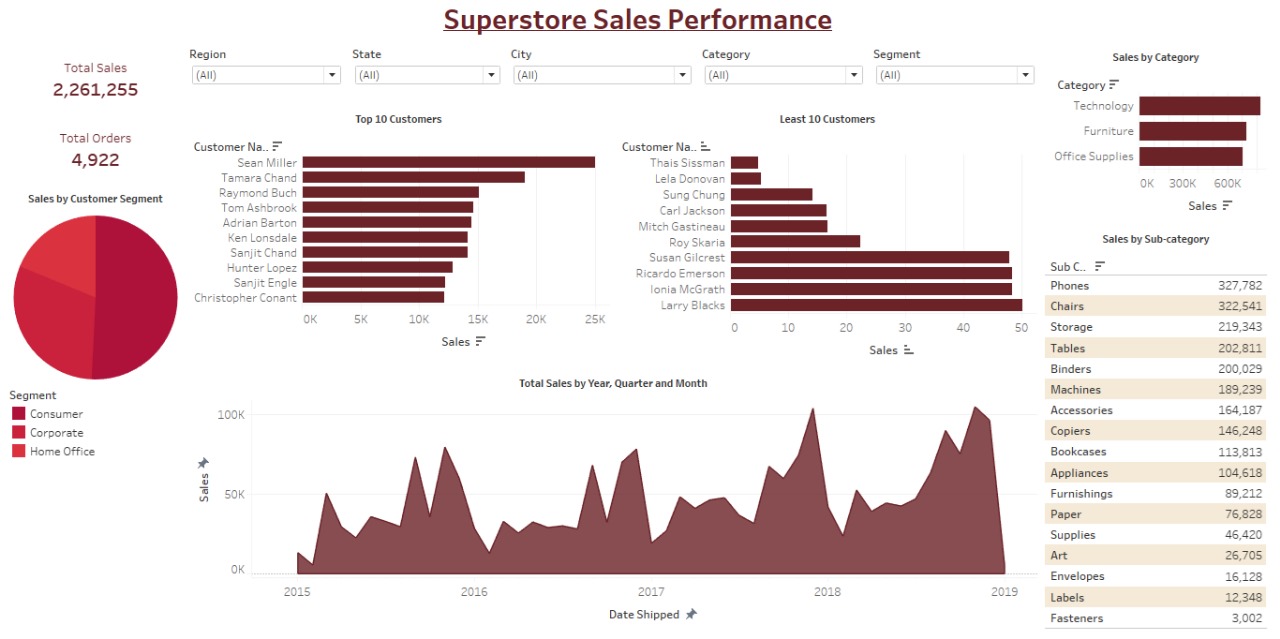 Superstore Sales Performance
Total Sales
2,261,255
Total Orders
4,922
Region
(All)
State
(All)
City
(All)
Category
(All)
Segment
(All)
Sales by Customer Segment
Segment
Consumer
Corporate
Home Office
Top 10 Customers
Customer Na..
Sean Miller
Tamara Chand
Raymond Buch
Tom Ashbrook
Adrian Barton
Ken Lonsdale
Sanjit Chand
Hunter Lopez
Sanjit Engle
Christopher Conant
0K 5K 10K 15K 20K 25K
Sales
Least 10 Customers
Customer Na..
Thais Sissman
Lela Donovan
Sung Chung
Carl Jackson
Mitch Gastineau
Roy Skaria
Susan Gilcrest
Ricardo Emerson
Ionia McGrath
Larry Blacks
0 10 20 30 40 50
Sales
Sales by Category
Category
Technology
Furniture
Office Supplies
0K 300K 600K
Sales
Sales by Sub-category
Sub C..
Phones 327,782
Chairs 322,541
Storage 219,343
Tables 202,811
Binders 200,029
Machines 189,239
Accessories 164,187
Copiers 146,248
Bookcases 113,813
Appliances 104,618
Furnishings 89,212
Paper 76,828
Supplies 46,420
Art 26,705
Envelopes 16,128
Labels 12,348
Fasteners 3,002
Total Sales by Year, Quarter and Month
Sales
100K
50K
0K
2015 2016 2017 2018 2019
Date Shipped